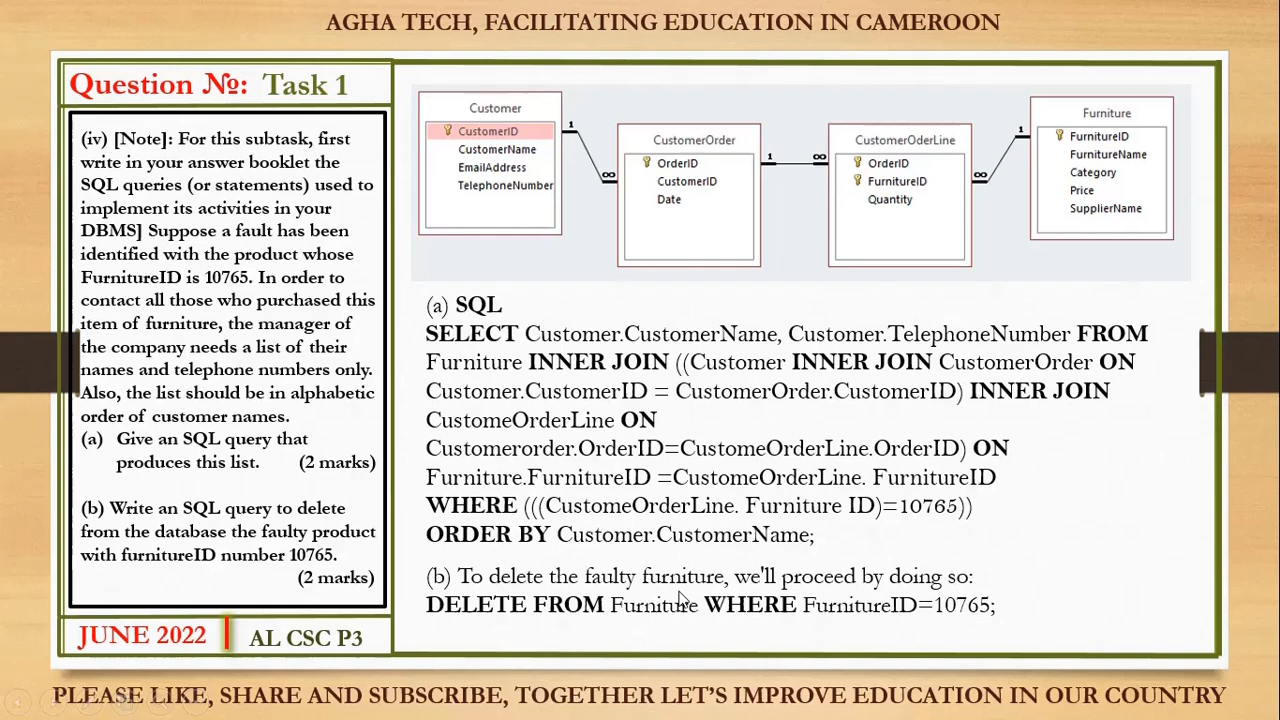 AGHA TECH, FACILITATING EDUCATION IN CAMEROON
Question №: Task 1
(iv) [Note]: For this subtask, first
write in your answer booklet the
SQL queries (or statements) used to
implement its activities in your
DBMS] Suppose a fault has been
identified with the product whose
FurnitureID is 10765. In order to
contact all those who purchased this
item of furniture, the manager of
the company needs a list of their
names and telephone numbers only.
Also, the list should be in alphabetic
order of customer names.
(a) Give an SQL query that
produces this list. (2 marks)
(b) Write an SQL query to delete
from the database the faulty product
with furnitureID number 10765.
(2 marks)
JUNE 2022 AL CSC P3
Customer
CustomerID
CustomerName
EmailAddress
TelephoneNumber
1
∞
CustomerOrder
OrderID
CustomerID
Date
1
∞
CustomerOderLine
OrderID
FurnitureID
Quantity
∞
1
Furniture
FurnitureID
FurnitureName
Category
Price
SupplierName
(a) SQL
SELECT Customer.CustomerName, Customer.TelephoneNumber FROM
Furniture INNER JOIN ((Customer INNER JOIN CustomerOrder ON
Customer.CustomerID = CustomerOrder.CustomerID) INNER JOIN
CustomeOrderLine ON
Customerorder.OrderID=CustomeOrderLine.OrderID) ON
Furniture.FurnitureID =CustomeOrderLine. FurnitureID
WHERE (((CustomeOrderLine. Furniture ID)=10765))
ORDER BY Customer.CustomerName;
(b) To delete the faulty furniture, we'll proceed by doing so:
DELETE FROM Furniture WHERE FurnitureID=10765;
PLEASE LIKE, SHARE AND SUBSCRIBE, TOGETHER LET'S IMPROVE EDUCATION IN OUR COUNTRY